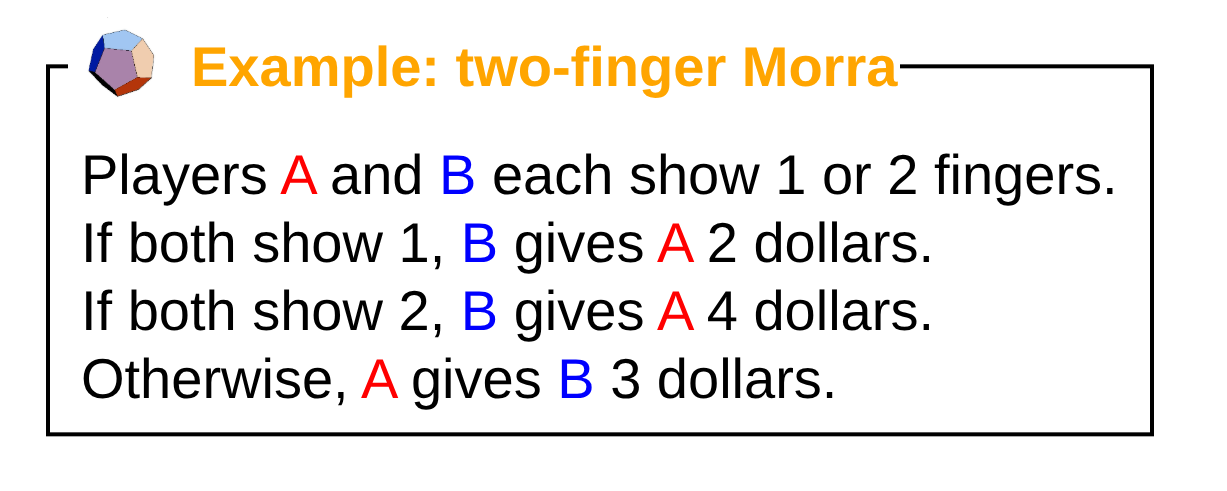 Example: two-finger Morra
Players A and B each show 1 or 2 fingers.
If both show 1, B gives A 2 dollars.
If both show 2, B gives A 4 dollars.
Otherwise, A gives B 3 dollars.